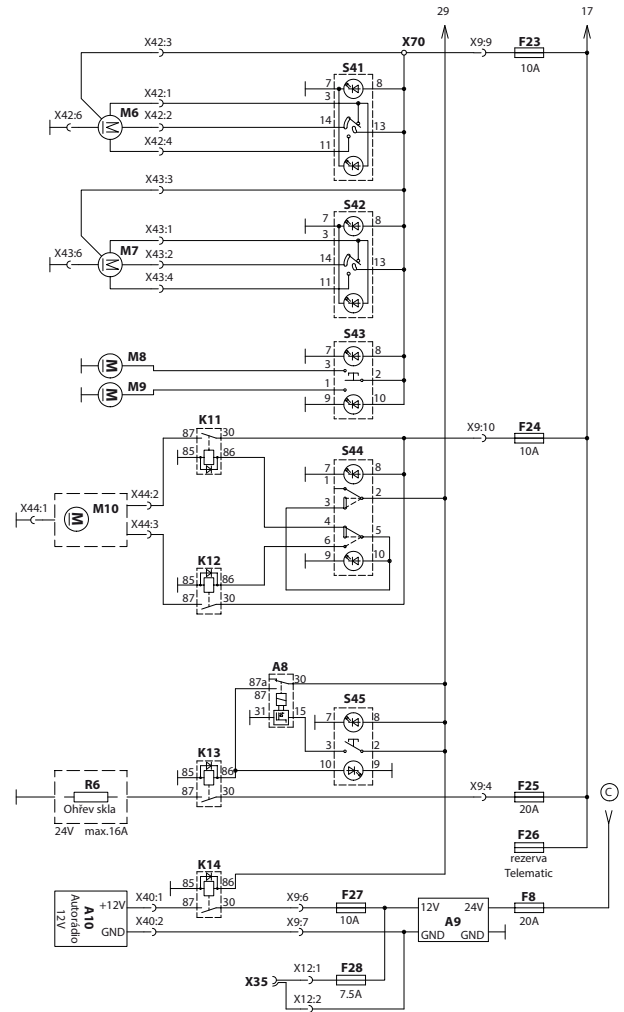 29 17
X42:3 X70 X9:9 F23
10A
S41
7 8
X42:1 3
X42:6 M6 X42:2 14 13
X42:4 11
X43:3
S42
7 8
X43:1 3
X43:6 M7 X43:2 14 13
X43:4 11
S43
M8 7 8
3 2
M9 1
9 10
K11 X9:10 F24
87 30 10A
85 86 S44
7 8
X44:2 1 2
X44:1 M10 M 3
X44:3 4 5
6
K12 9 10
85 86
87 30
A8
87a 30
87 S45
31 15 7 8
3 2
K13 10 9
85 86
R6 87 30 X9:4 F25
Ohřev skla 20A
24V max.16A
F26
rezerva
Telematic
C
K14
85 86
X40:1 87 30 X9:6 F27 12V 24V F8
10A 20A
A10 Autorádio 12V +12V GND
X40:2 X9:7 A9
GND GND
X35 X12:1 F28
7.5A
X12:2